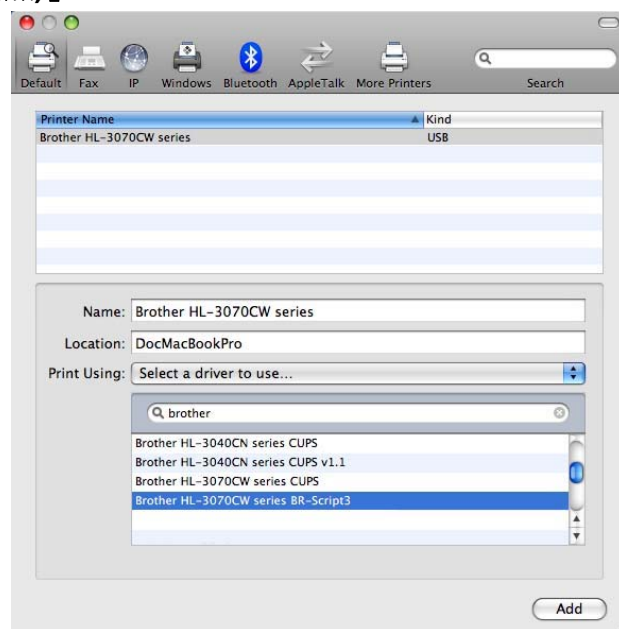 Default Fax IP Windows Bluetooth AppleTalk More Printers Search
Printer Name Kind
Brother HL-3070CW series USB
Name: Brother HL-3070CW series
Location: DocMacBookPro
Print Using: Select a driver to use...
brother
Brother HL-3040CN series CUPS
Brother HL-3040CN series CUPS v1.1
Brother HL-3070CW series CUPS
Brother HL-3070CW series BR-Script3
Add